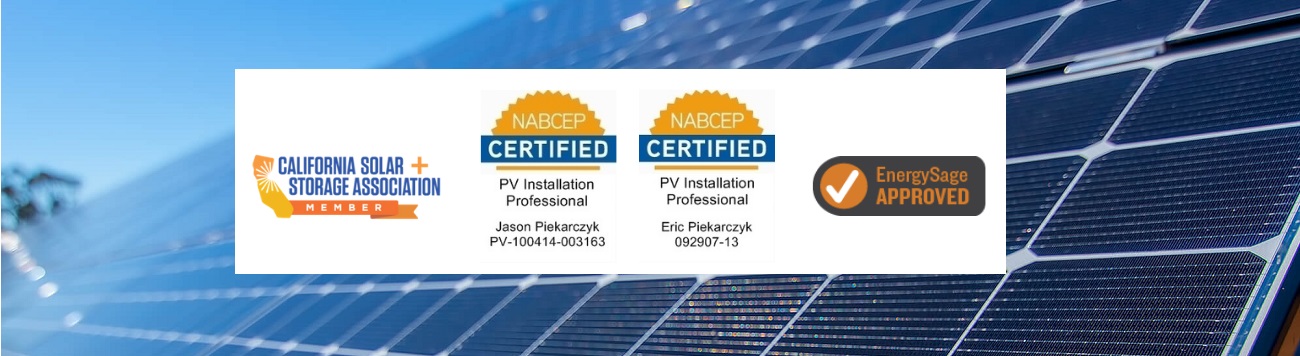 CALIFORNIA SOLAR +
STORAGE ASSOCIATION
MEMBER
NABCEP
CERTIFIED
PV Installation
Professional
Jason Piekarczyk
PV-100414-003163
NABCEP
CERTIFIED
PV Installation
Professional
Eric Piekarczyk
092907-13
EnergySage
APPROVED